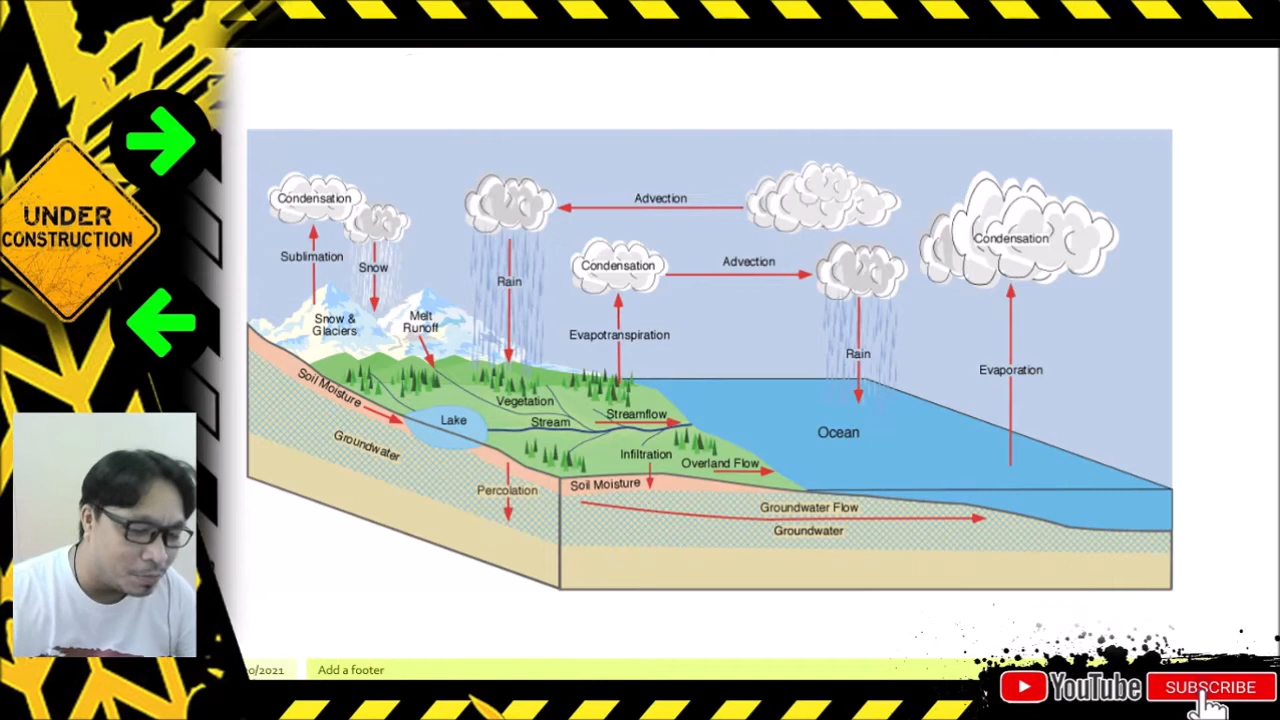 UNDER
CONSTRUCTION
Condensation
Sublimation
Snow
Snow &
Glaciers
Melt
Runoff
Rain
Advection
Condensation
Advection
Evapotranspiration
Rain
Condensation
Evaporation
Soil Moisture
Lake
Vegetation
Stream
Streamflow
Ocean
Groundwater
Infiltration
Overland Flow
Percolation
Soil Moisture
Groundwater Flow
Groundwater
0/2021
Add a footer
YouTube
SUBSCRIBE